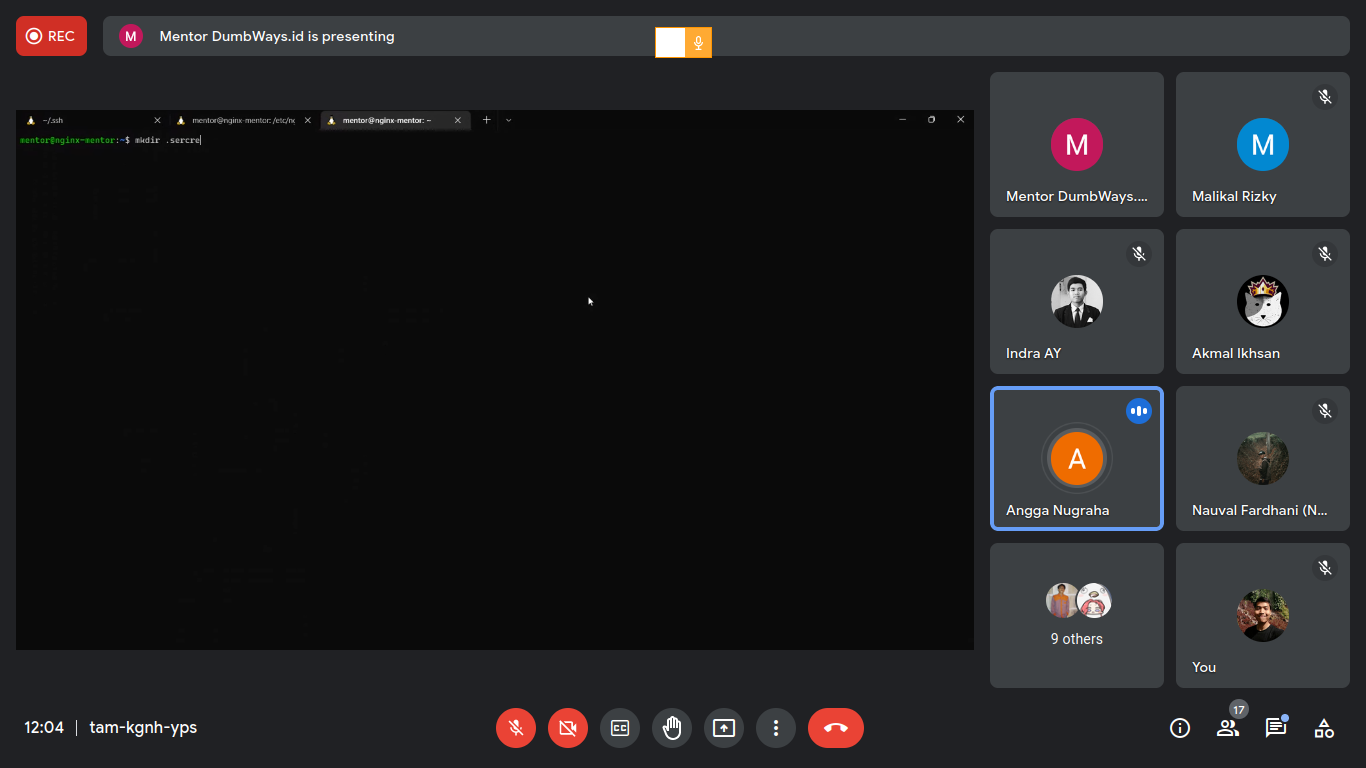 REC
M
Mentor DumbWays.id is presenting
~/.ssh
mentor@nginx-mentor: /etc/ng
mentor@nginx-mentor: ~
mentor@nginx-mentor:~$ mkdir .sercre
M
Mentor DumbWays....
M
Malikal Rizky
Indra AY
Akmal Ikhsan
A
Angga Nugraha
Nauval Fardhani (N...
9 others
You
12:04
tam-kgnh-yps
CC
17